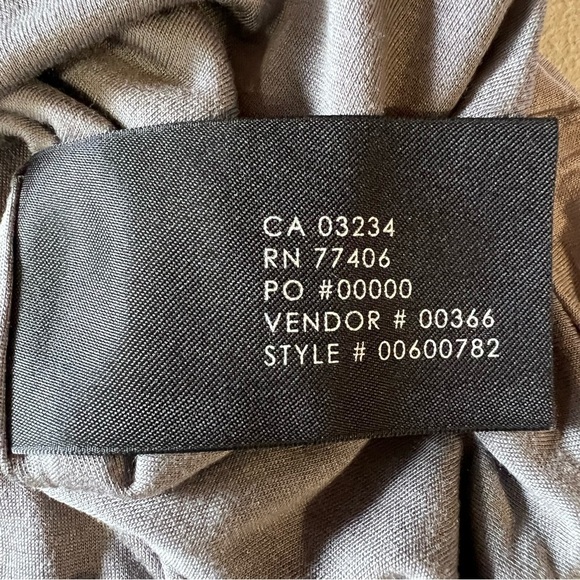 CA 03234
RN 77406
PO #00000
VENDOR # 00366
STYLE # 00600782